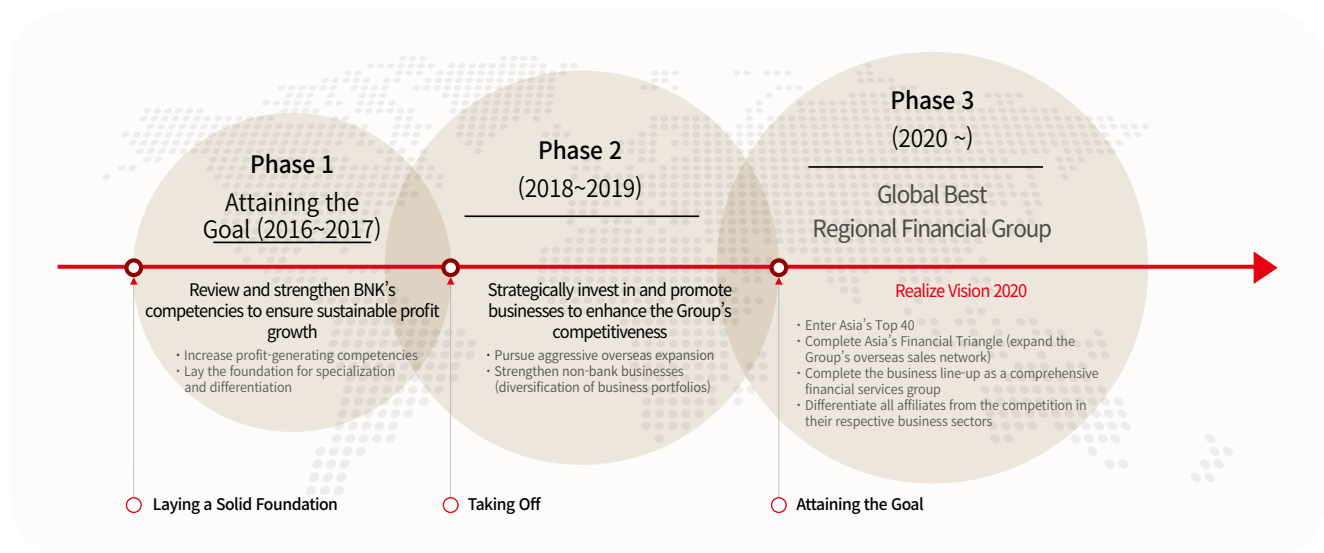 Phase 1
Attaining the
Goal (2016~2017)
Review and strengthen BNK's
competencies to ensure sustainable profit
growth
· Increase profit-generating competencies
· Lay the foundation for specialization
and differentiation
Laying a Solid Foundation
Phase 2
(2018~2019)
Strategically invest in and promote
businesses to enhance the Group's
competitiveness
· Pursue aggressive overseas expansion
· Strengthen non-bank businesses
(diversification of business portfolios)
Taking Off
Phase 3
(2020 ~)
Global Best
Regional Financial Group
Realize Vision 2020
· Enter Asia's Top 40
· Complete Asia's Financial Triangle (expand the
Group's overseas sales network)
· Complete the business line-up as a comprehensive
financial services group
· Differentiate all affiliates from the competition in
their respective business sectors
Attaining the Goal